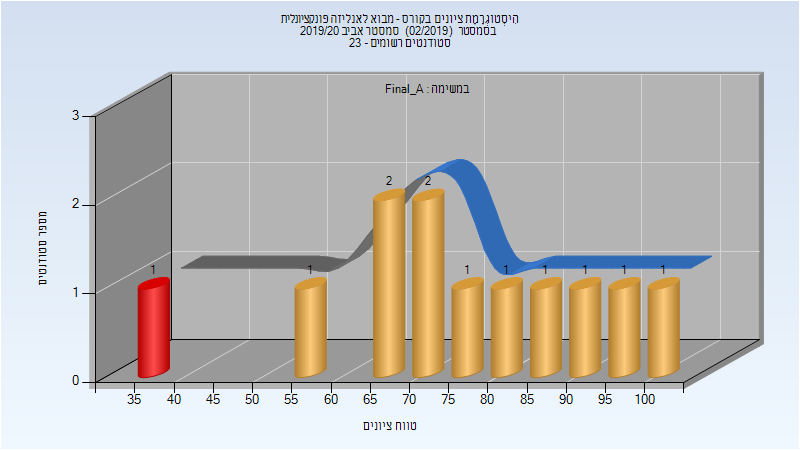 היסטוגרמת ציונים בקורס - מבוא לאנליזה פונקציונלית
בסמסטר (02/2019) סמסטר אביב 2019/20
סטודנטים רשומים - 23
במשימה : Final_A
מספר סטודנטים
3
2
1
0
2 2
1 1 1 1 1 1 1 1
35 40 45 50 55 60 65 70 75 80 85 90 95 100
טווח ציונים